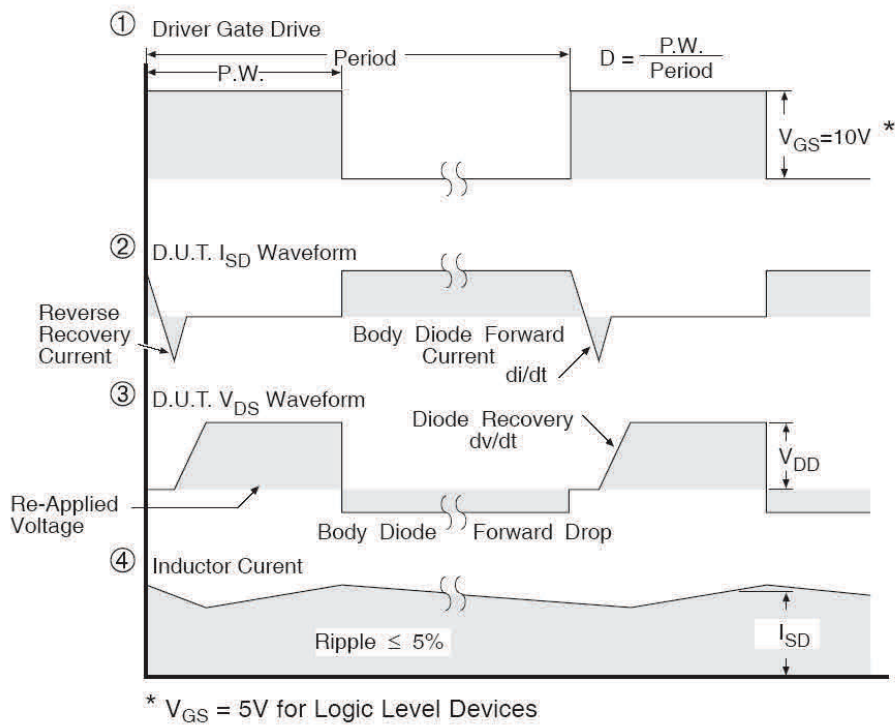 ① Driver Gate Drive
Period
P.W.
D = P.W.
Period
V_GS=10V *
② D.U.T. I_SD Waveform
Reverse
Recovery
Current
Body Diode Forward
Current
di/dt
③ D.U.T. V_DS Waveform
Diode Recovery
dv/dt
V_DD
Re-Applied
Voltage
Body Diode Forward Drop
④ Inductor Curent
Ripple ≤ 5%
I_SD
* V_GS = 5V for Logic Level Devices